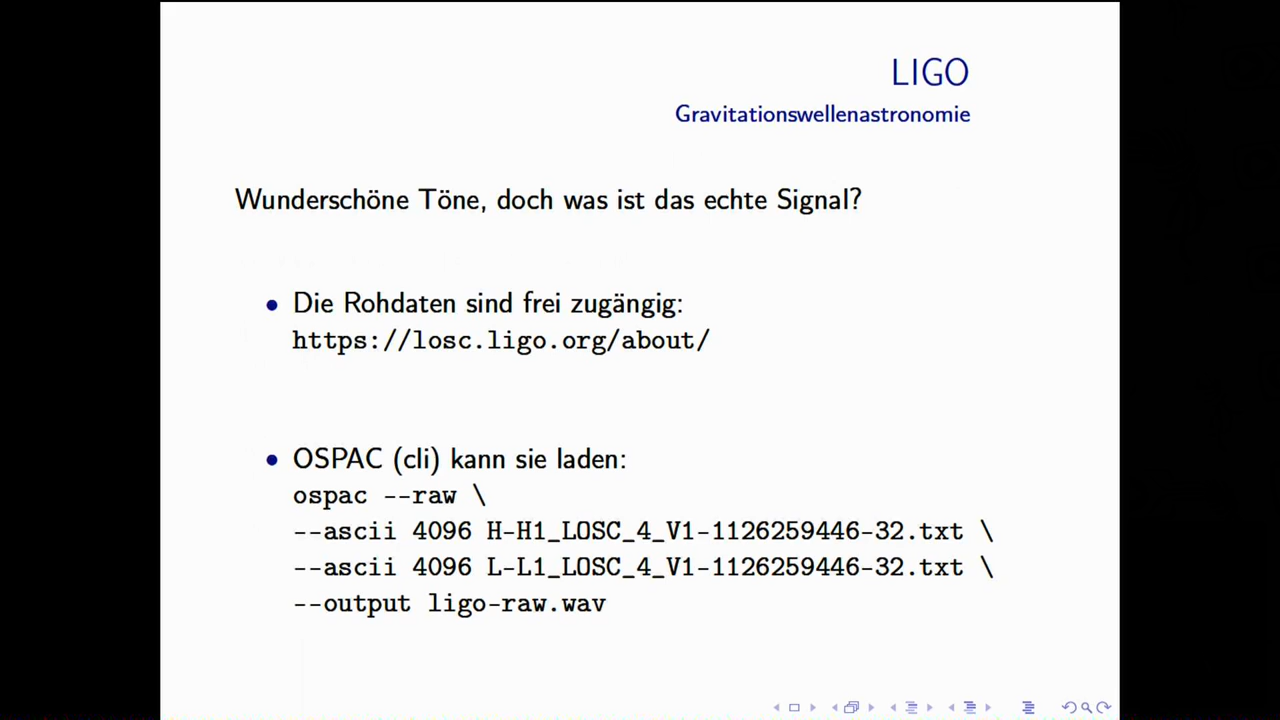 LIGO
Gravitationswellenastronomie
Wunderschöne Töne, doch was ist das echte Signal?
• Die Rohdaten sind frei zugängig:
https://losc.ligo.org/about/
• OSPAC (cli) kann sie laden:
ospac --raw \
--ascii 4096 H-H1_LOSC_4_V1-1126259446-32.txt \
--ascii 4096 L-L1_LOSC_4_V1-1126259446-32.txt \
--output ligo-raw.wav